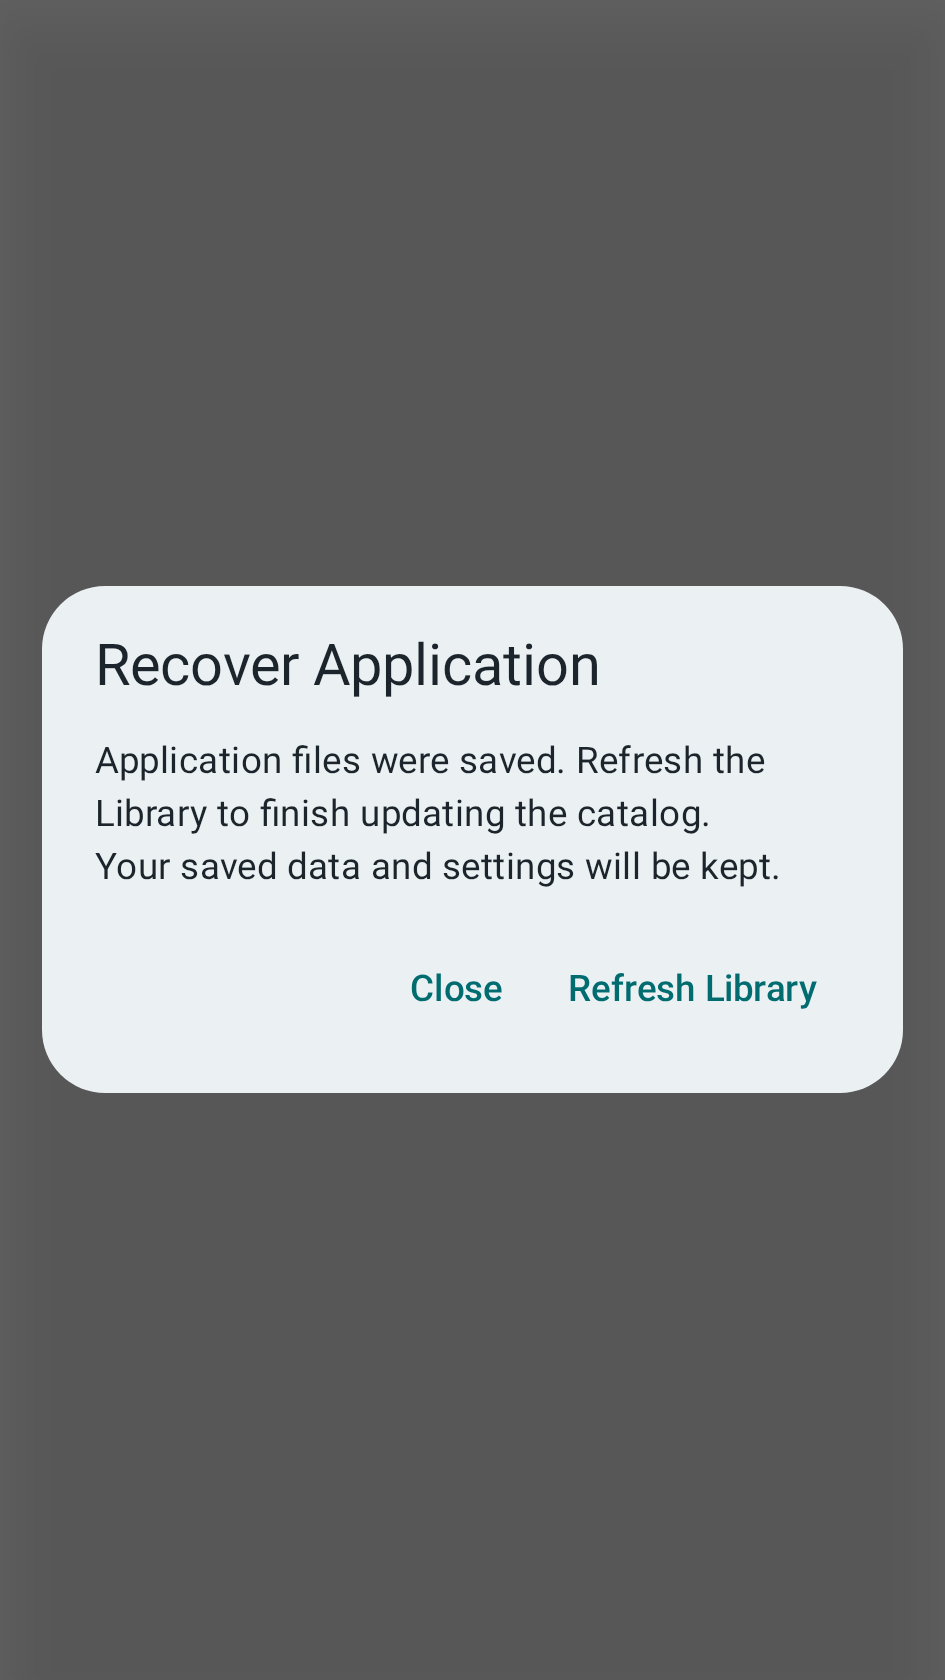 Recover Application
Application files were saved. Refresh the
Library to finish updating the catalog.
Your saved data and settings will be kept.
Close Refresh Library